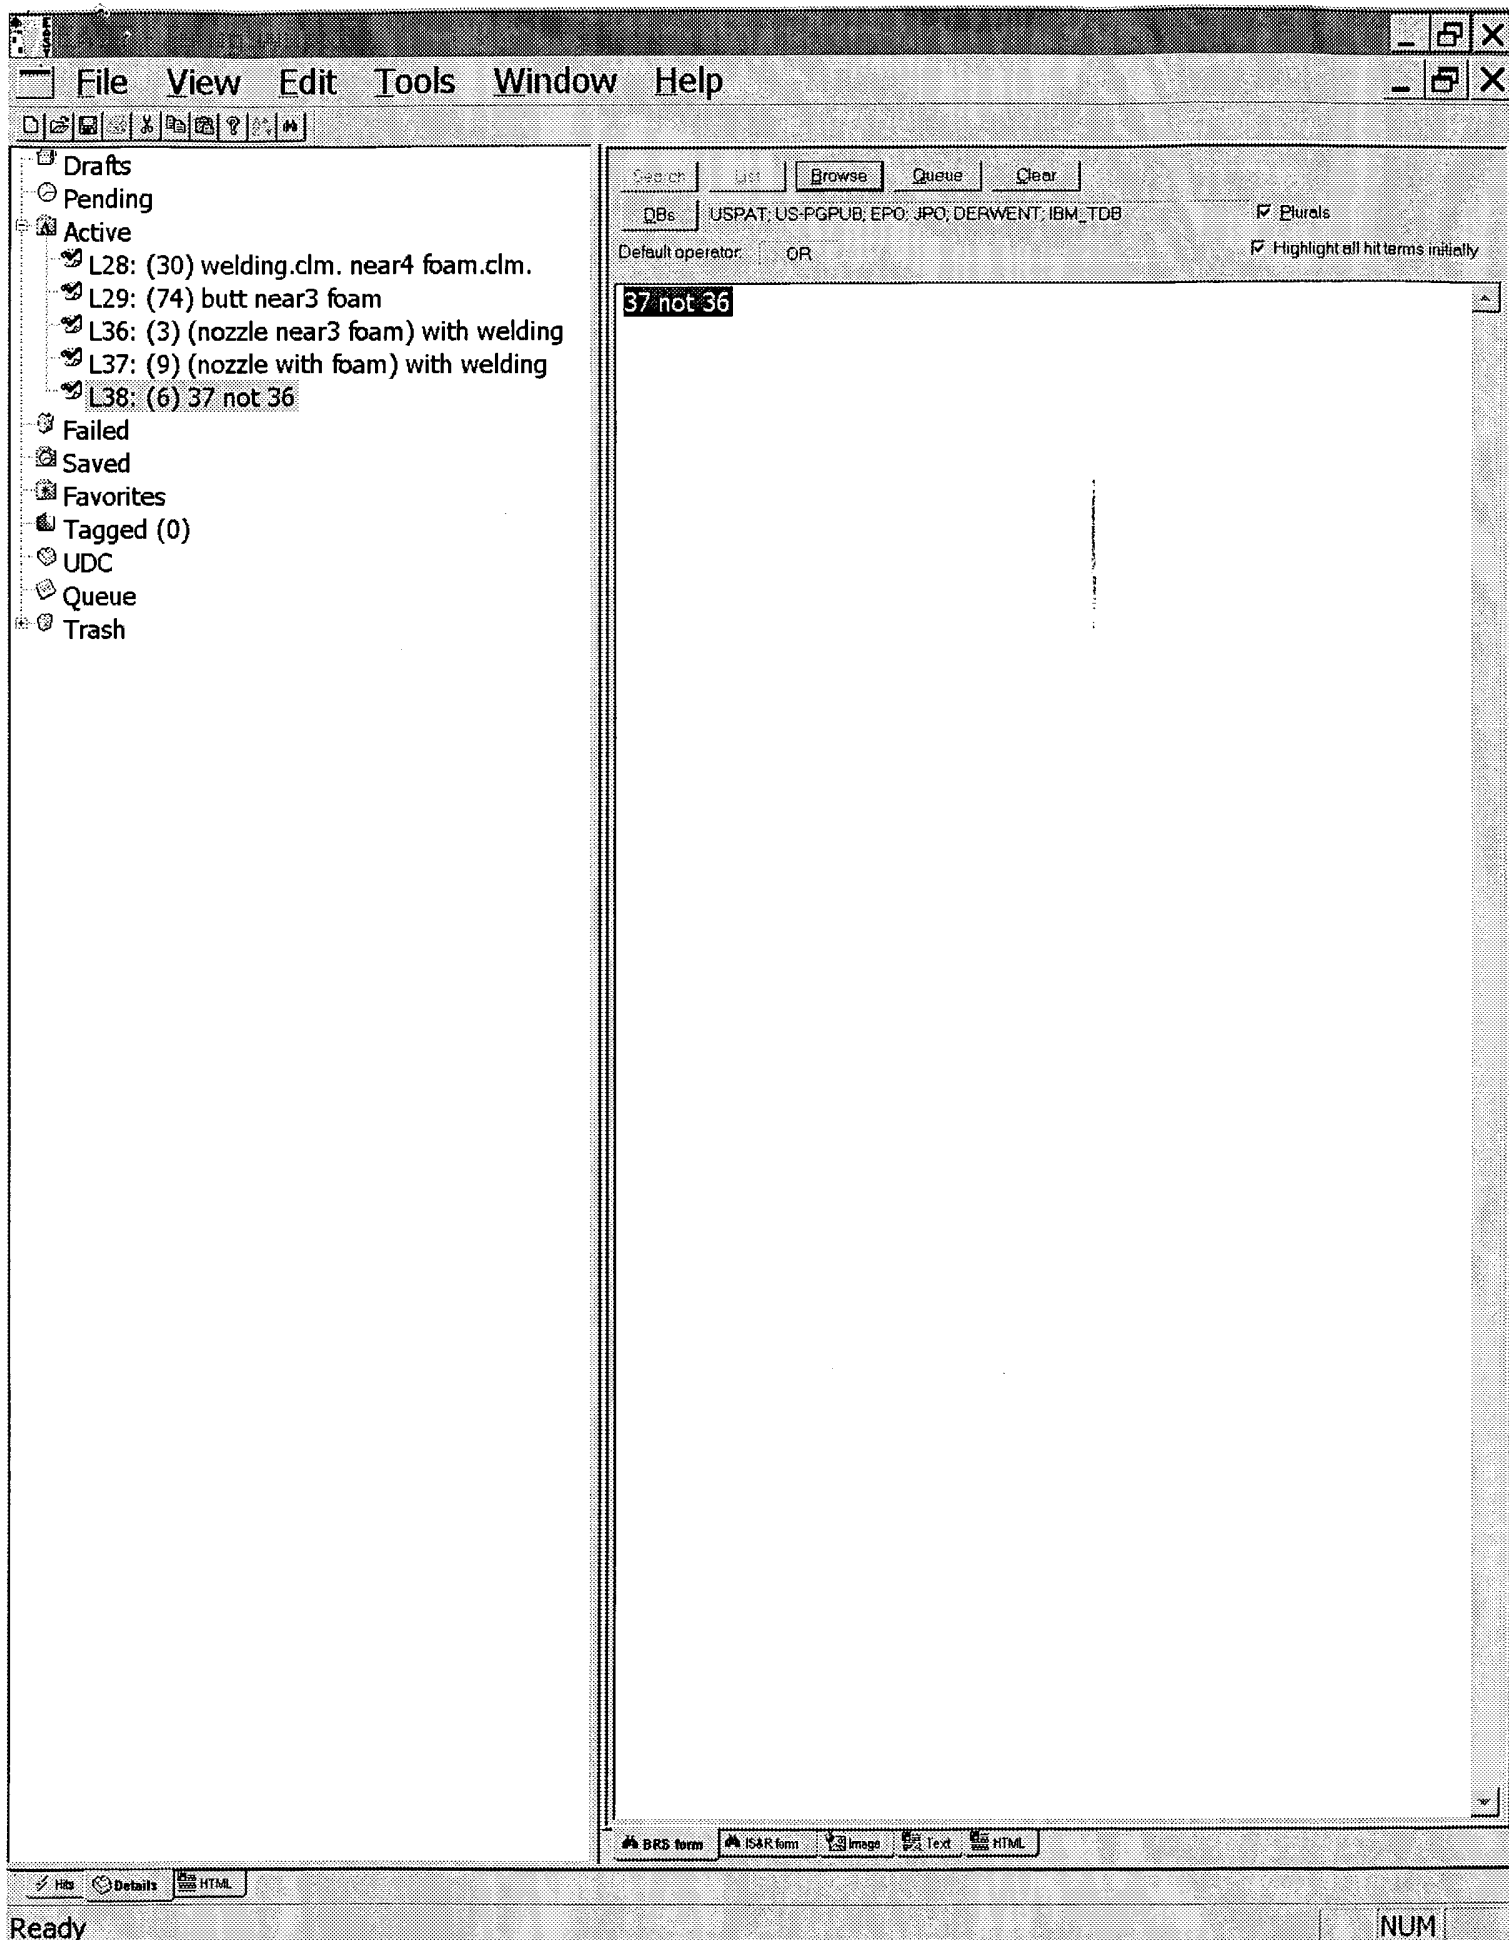 File View Edit Tools Window Help
Drafts
Pending
Active
L28: (30) welding.clm. near4 foam.clm.
L29: (74) butt near3 foam
L36: (3) (nozzle near3 foam) with welding
L37: (9) (nozzle with foam) with welding
L38: (6) 37 not 36
Failed
Saved
Favorites
Tagged (0)
UDC
Queue
Trash
Search List Browse Queue Clear
DBs USPAT; US-PGPUB; EPO; JPO; DERWENT; IBM_TDB Plurals
Default operator: OR Highlight all hit terms initially
37 not 36
BRS form IS&R form Image Text HTML
Hits Details HTML
Ready NUM